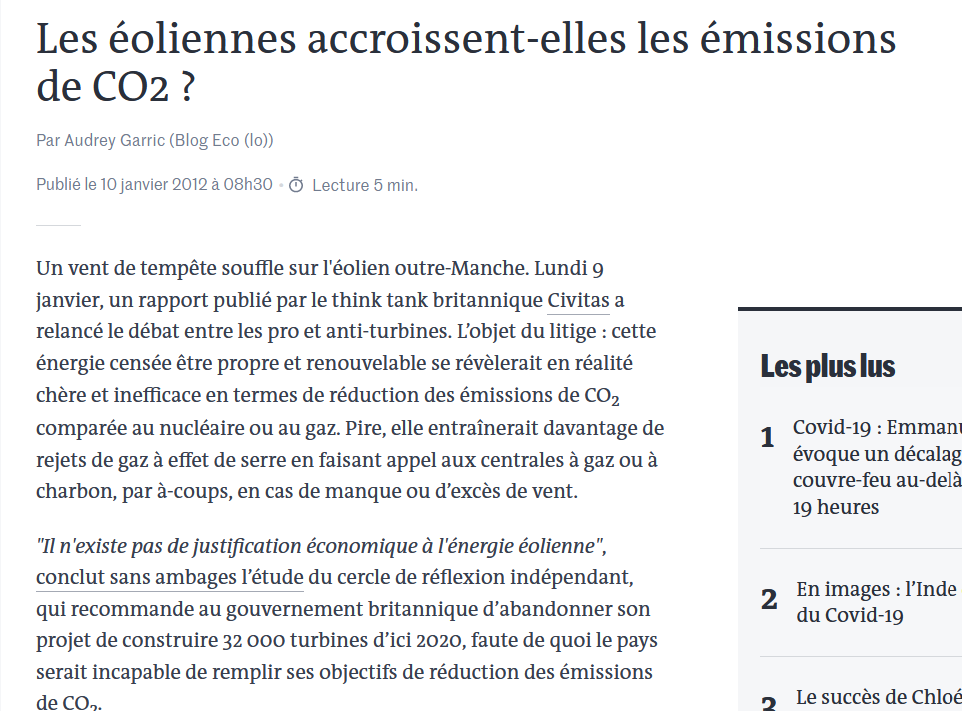 Les éoliennes accroissent-elles les émissions
de CO2 ?
Par Audrey Garric (Blog Eco (lo))
Publié le 10 janvier 2012 à 08h30 • Lecture 5 min.
Un vent de tempête souffle sur l'éolien outre-Manche. Lundi 9
janvier, un rapport publié par le think tank britannique Civitas a
relancé le débat entre les pro et anti-turbines. L’objet du litige : cette
énergie censée être propre et renouvelable se révèlerait en réalité
chère et inefficace en termes de réduction des émissions de CO₂
comparée au nucléaire ou au gaz. Pire, elle entraînerait davantage de
rejets de gaz à effet de serre en faisant appel aux centrales à gaz ou à
charbon, par à-coups, en cas de manque ou d’excès de vent.
"Il n'existe pas de justification économique à l'énergie éolienne",
conclut sans ambages l’étude du cercle de réflexion indépendant,
qui recommande au gouvernement britannique d’abandonner son
projet de construire 32 000 turbines d’ici 2020, faute de quoi le pays
serait incapable de remplir ses objectifs de réduction des émissions
de CO₂.
Les plus lus
1
Covid-19 : Emmanu
évoque un décalag
couvre-feu au-delà
19 heures
2
En images : l’Inde
du Covid-19
3
Le succès de Chloé